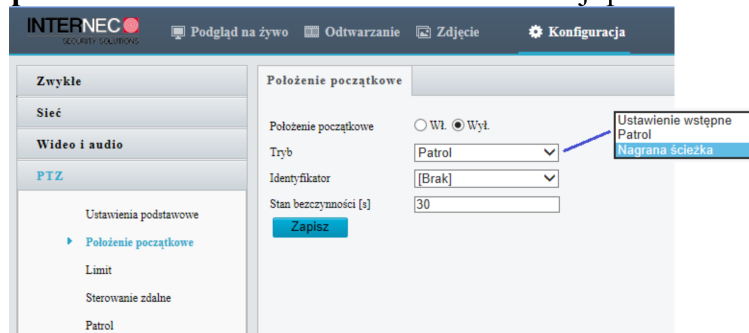 INTERNEC
SECURITY SOLUTIONS
Podgląd na żywo
Odtwarzanie
Zdjęcie
Konfiguracja
Zwykłe
Sieć
Wideo i audio
PTZ
Ustawienia podstawowe
Położenie początkowe
Limit
Sterowanie zdalne
Patrol
Położenie początkowe
Położenie początkowe Wł. Wył.
Tryb Patrol
Identyfikator [Brak]
Stan bezczynności [s] 30
Zapisz
Ustawienie wstępne
Patrol
Nagrana ścieżka